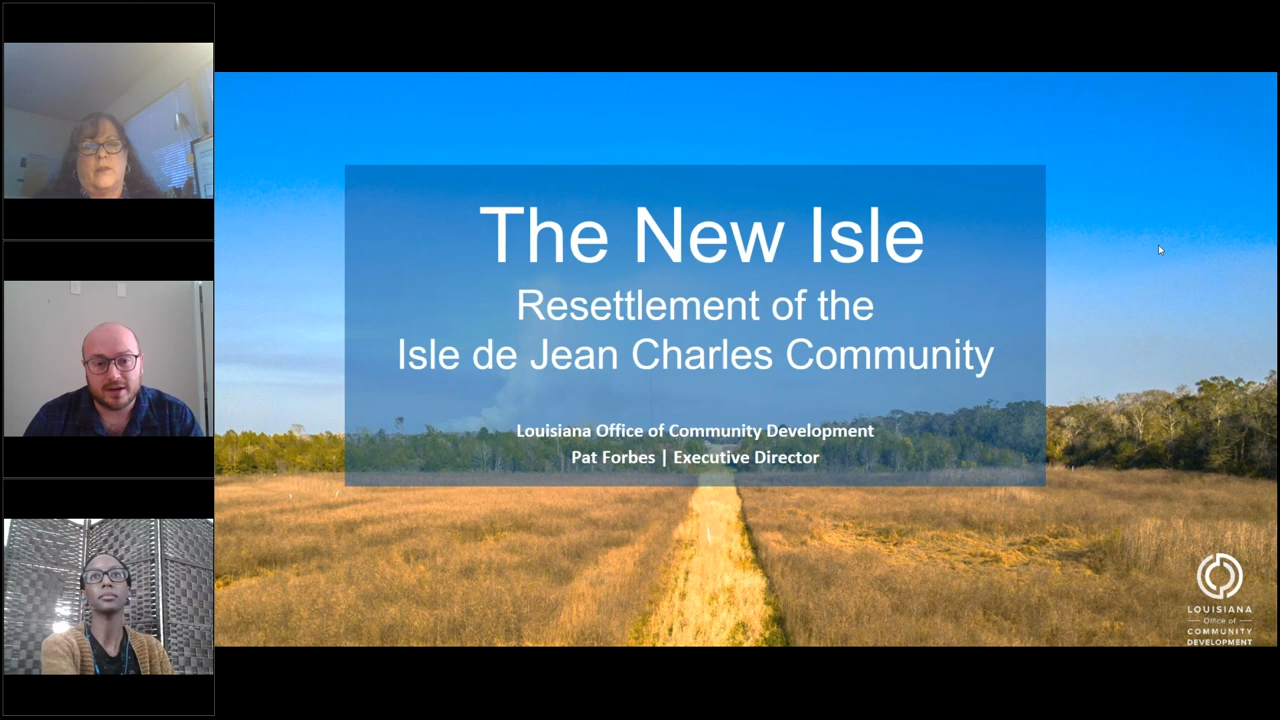 The New Isle
Resettlement of the
Isle de Jean Charles Community
Louisiana Office of Community Development
Pat Forbes | Executive Director
LOUISIANA
Office of
COMMUNITY
DEVELOPMENT